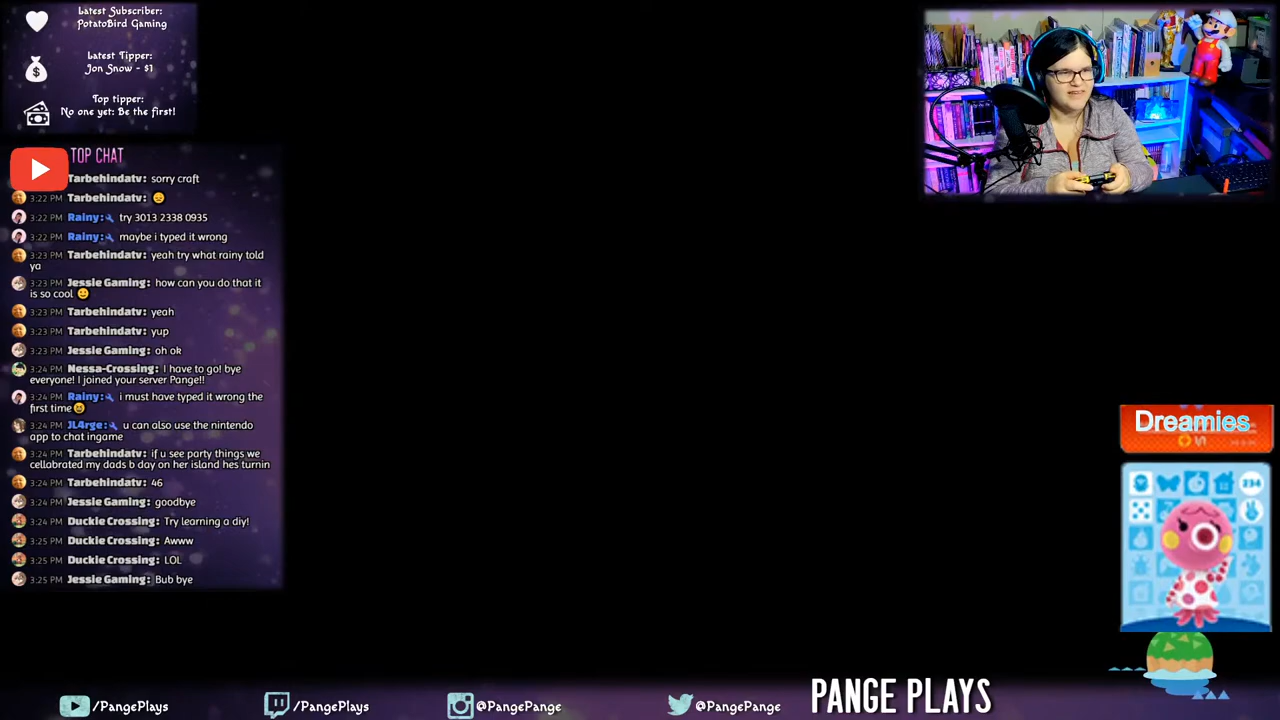 Latest Subscriber:
PotatoBird Gaming
Latest Tipper:
Jon Snow - $1
Top tipper:
No one yet: Be the first!
TOP CHAT
Tarbehindatv: sorry craft
3:22 PM Tarbehindatv: 😞
3:22 PM Rainy: try 3013 2338 0935
3:22 PM Rainy: maybe i typed it wrong
3:23 PM Tarbehindatv: yeah try what rainy told
ya
3:23 PM Jessie Gaming: how can you do that it
is so cool 😀
3:23 PM Tarbehindatv: yeah
3:23 PM Tarbehindatv: yup
3:23 PM Jessie Gaming: oh ok
3:24 PM Nessa-Crossing: I have to go! bye
everyone! I joined your server Pange!!
3:24 PM Rainy: i must have typed it wrong the
first time 😆
3:24 PM JL4rge: u can also use the nintendo
app to chat ingame
3:24 PM Tarbehindatv: if u see party things we
cellabrated my dads b day on her island hes turnin
3:24 PM Tarbehindatv: 46
3:24 PM Jessie Gaming: goodbye
3:24 PM Duckie Crossing: Try learning a diy!
3:25 PM Duckie Crossing: Awww
3:25 PM Duckie Crossing: LOL
3:25 PM Jessie Gaming: Bub bye
Dreamies
/PangePlays
/PangePlays
@PangePange
@PangePange
PANGE PLAYS